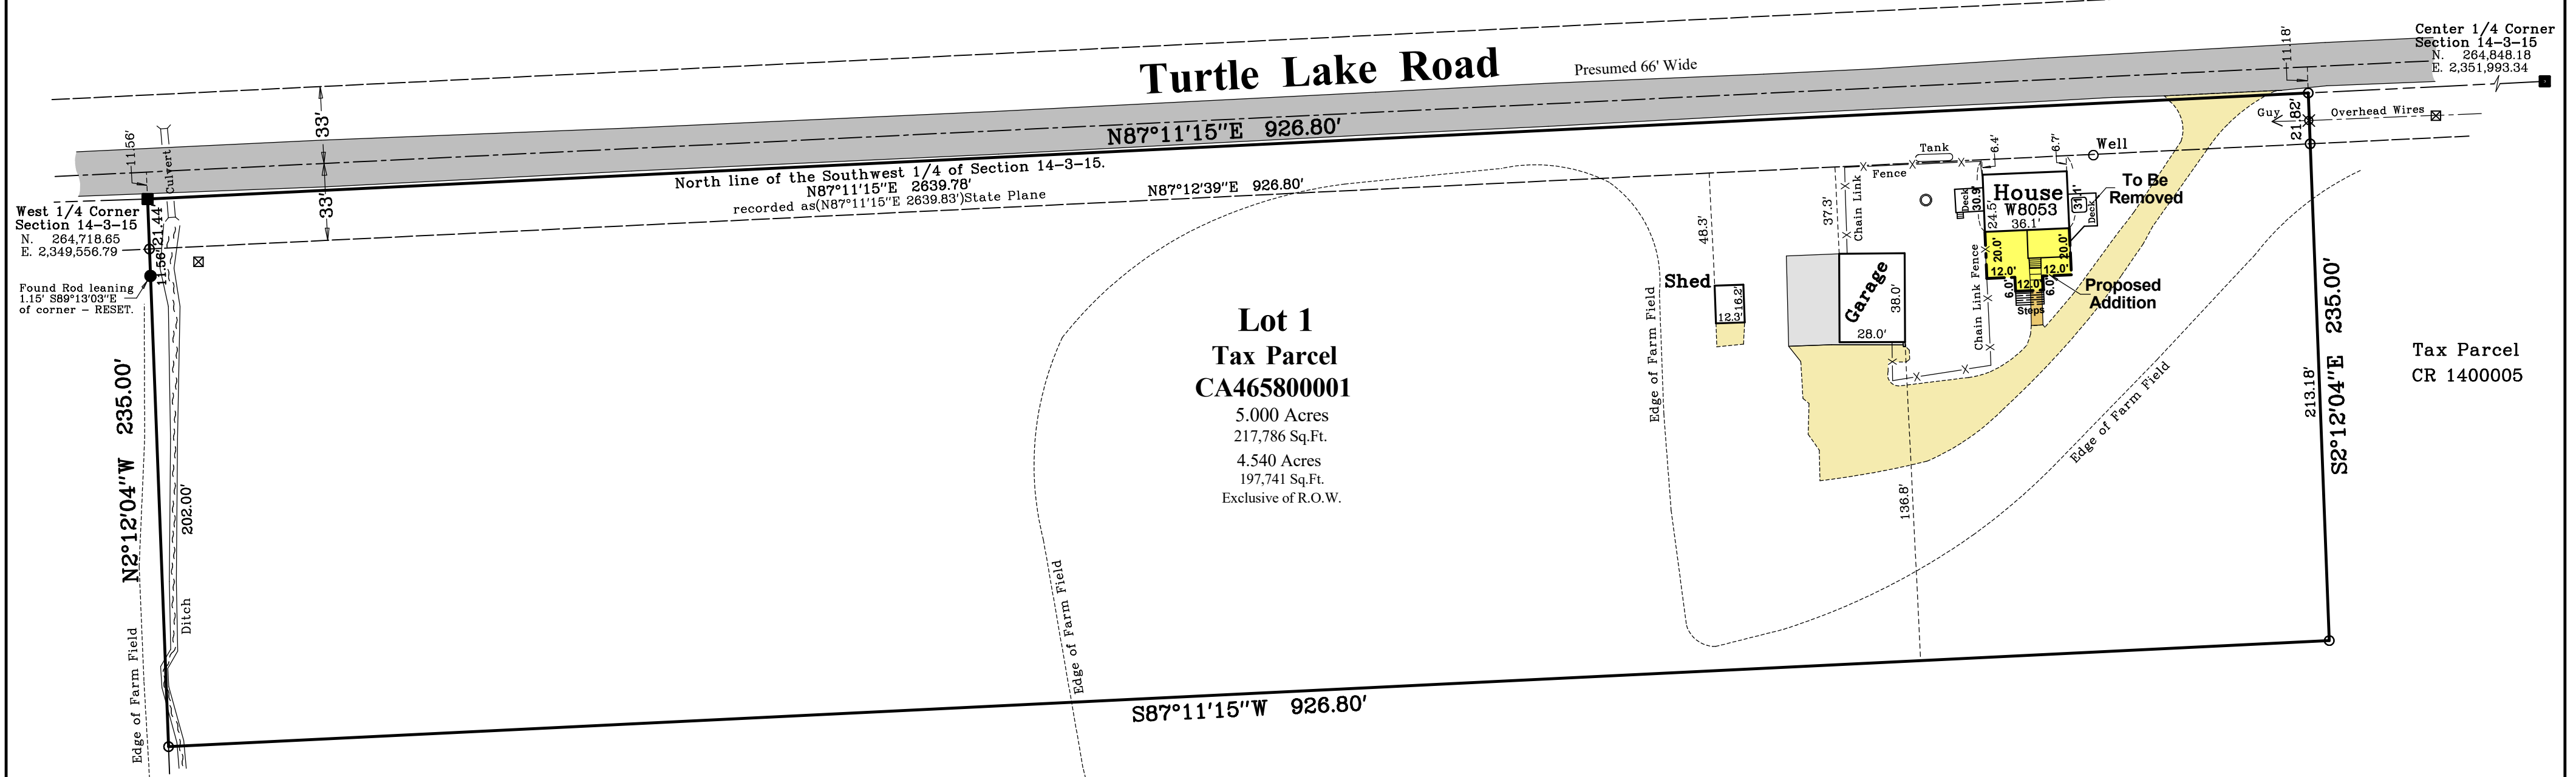 Center 1/4 Corner
Section 14-3-15
N. 264,848.18
E. 2,351,993.34
Turtle Lake Road
Presumed 66' Wide
11.18'
33'
33'
11.56'
Culvert
N87°11'15"E 926.80'
21.82'
Guy
Overhead Wires
North line of the Southwest 1/4 of Section 14-3-15.
N87°11'15"E 2639.78'
recorded as(N87°11'15"E 2639.83')State Plane
N87°12'39"E 926.80'
West 1/4 Corner
Section 14-3-15
N. 264,718.65
E. 2,349,556.79
21.44'
11.56'
Found Rod leaning
1.15' S89°13'03"E
of corner – RESET.
Tank
Fence
6.4'
6.7'
Well
To Be
Removed
Chain Link
37.3'
48.3'
Deck
30.9'
24.5'
House
W8053
36.1'
31.1'
Deck
20.0'
20.0'
12.0'
12.0'
12.0'
6.0'
6.0'
Steps
Proposed
Addition
Chain Link Fence
Shed
16.2'
12.3'
Garage
38.0'
28.0'
Edge of Farm Field
Lot 1
Tax Parcel
CA465800001
5.000 Acres
217,786 Sq.Ft.
4.540 Acres
197,741 Sq.Ft.
Exclusive of R.O.W.
N2°12'04"W 235.00'
202.00'
Ditch
Edge of Farm Field
Edge of Farm Field
136.8'
Edge of Farm Field
213.18'
S2°12'04"E 235.00'
Tax Parcel
CR 1400005
S87°11'15"W 926.80'